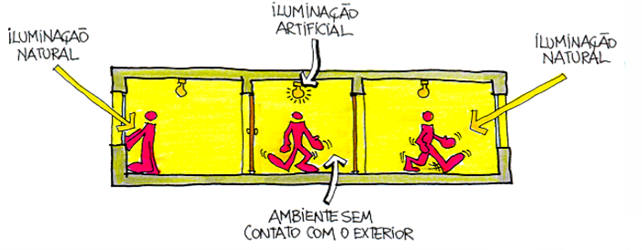 ILUMINAÇÃO
NATURAL
ILUMINAÇÃO
ARTIFICIAL
ILUMINAÇÃO
NATURAL
AMBIENTE SEM
CONTATO COM O EXTERIOR